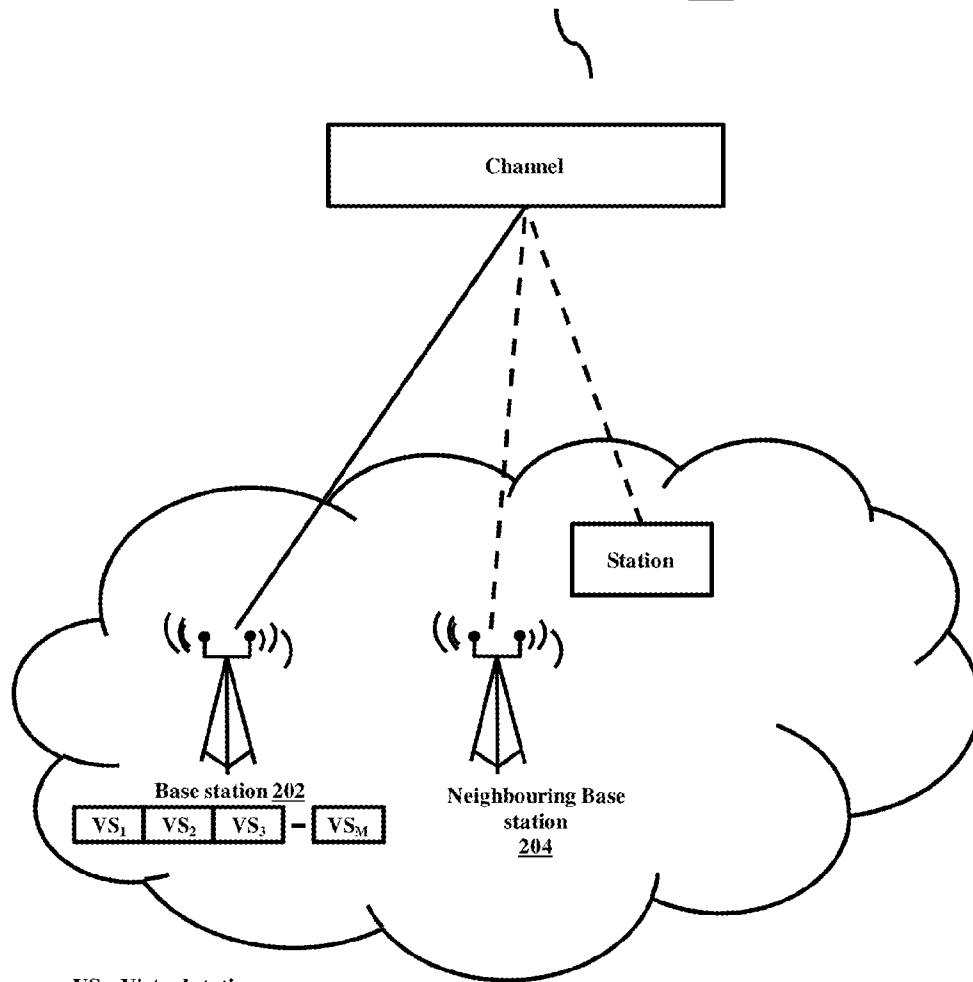 Channel
Station
Base station 202
VS1 VS2 VS3 – VSM
Neighbouring Base
station
204